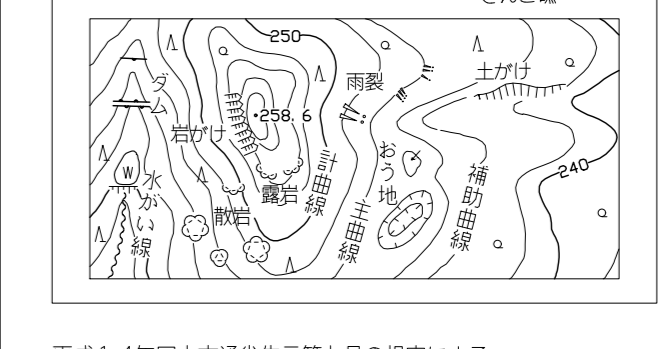 250
ダム
雨裂
土がけ
・258.6
岩がけ
計曲線
おう地
補助曲線
240
W
水がい線
露岩
散岩
主曲線